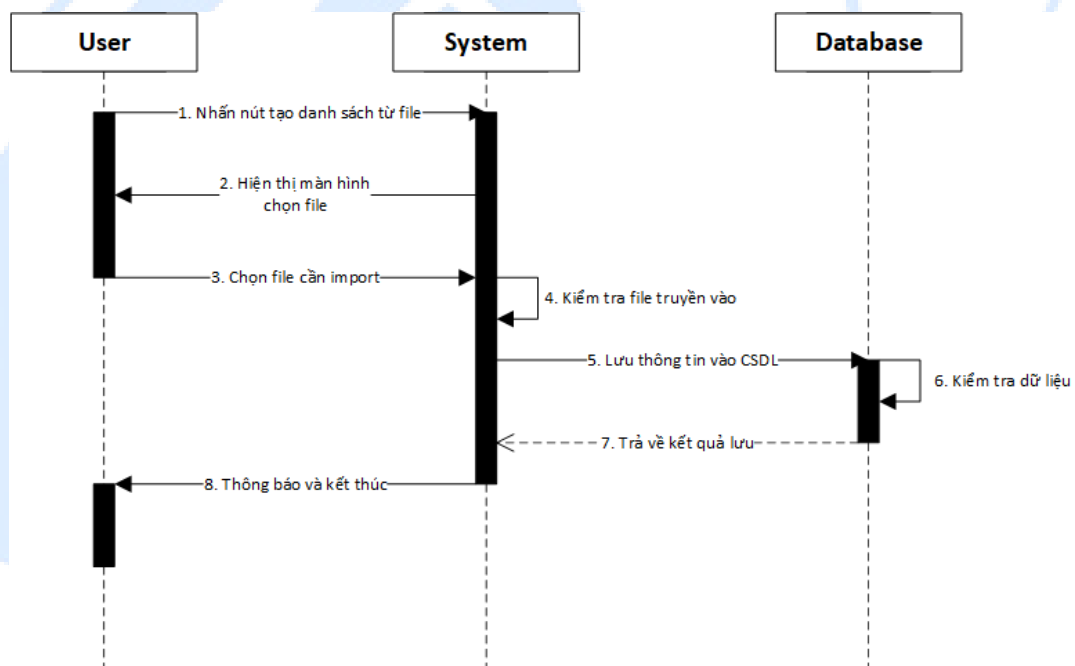 User
System
Database
1. Nhấn nút tạo danh sách từ file
2. Hiện thị màn hình
chọn file
3. Chọn file cần import
4. Kiểm tra file truyền vào
5. Lưu thông tin vào CSDL
6. Kiểm tra dữ liệu
7. Trả về kết quả lưu
8. Thông báo và kết thúc